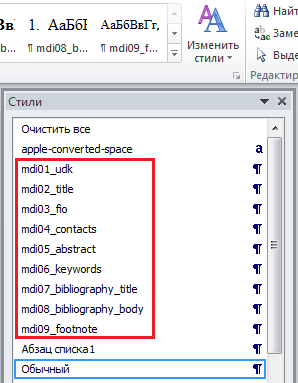 Вв 1. АаБбВ АаБбВвГг,
¶ mdi08_b... ¶ mdi09_f...
Изменить стили
Найт
Заме
Выде
Редактир
Стили
Очистить все
apple-converted-space a
mdi01_udk ¶
mdi02_title ¶
mdi03_fio ¶
mdi04_contacts ¶
mdi05_abstract ¶
mdi06_keywords ¶
mdi07_bibliography_title ¶
mdi08_bibliography_body ¶
mdi09_footnote ¶
Абзац списка1 ¶
Обычный ¶